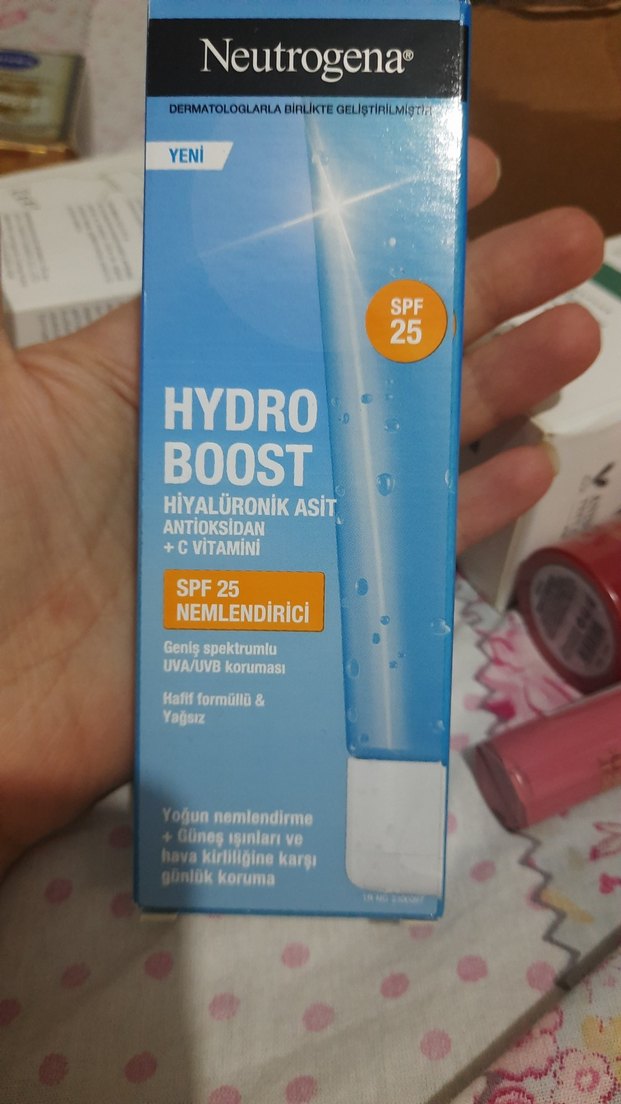 Neutrogena®
DERMATOLOGLARLA BİRLİKTE GELİŞTİRİLMİŞTİR
YENİ
SPF
25
HYDRO
BOOST
HİYALÜRONİK ASİT
ANTİOKSİDAN
+ C VİTAMİNİ
SPF 25
NEMLENDİRİCİ
Geniş spektrumlu
UVA/UVB koruması
Hafif formüllü &
Yağsız
Yoğun nemlendirme
+ Güneş ışınları ve
hava kirliliğine karşı
günlük koruma